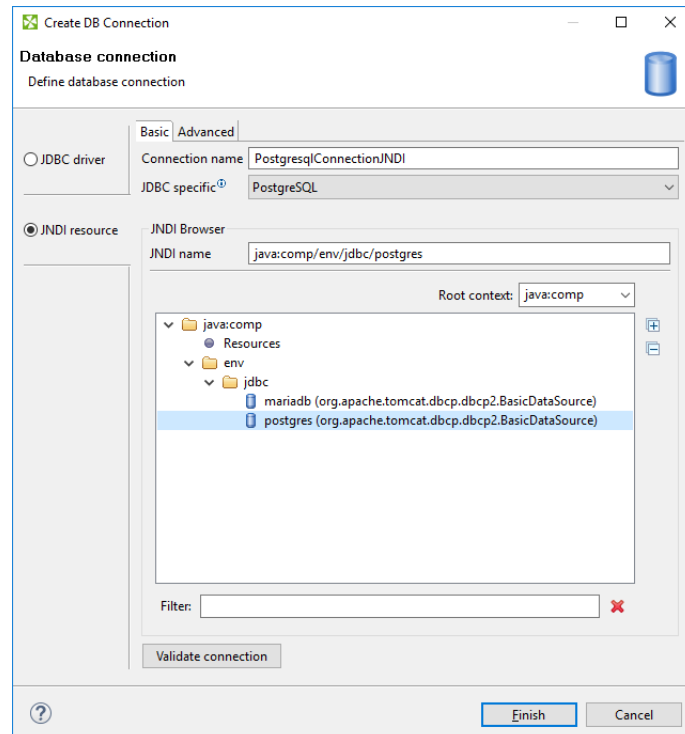 Create DB Connection
Database connection
Define database connection
Basic Advanced
JDBC driver
Connection name PostgresqlConnectionJNDI
JDBC specific PostgreSQL
JNDI resource
JNDI Browser
JNDI name java:comp/env/jdbc/postgres
Root context: java:comp
java:comp
Resources
env
jdbc
mariadb (org.apache.tomcat.dbcp.dbcp2.BasicDataSource)
postgres (org.apache.tomcat.dbcp.dbcp2.BasicDataSource)
Filter:
Validate connection
? Finish Cancel